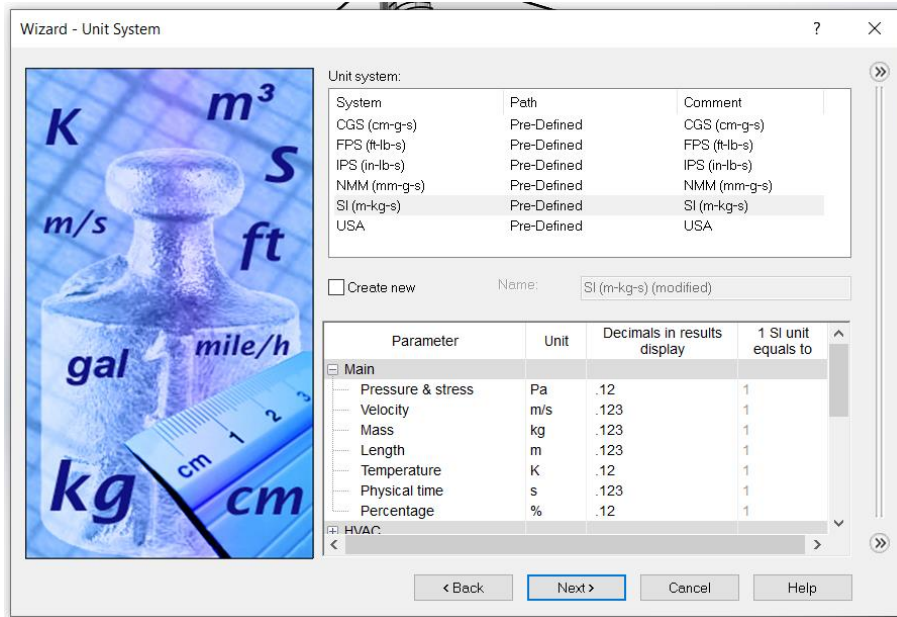 Wizard - Unit System
?
K
m³
s
m/s
ft
gal
mile/h
kg
cm
cm 1 2 3
Unit system:
System Path Comment
CGS (cm-g-s) Pre-Defined CGS (cm-g-s)
FPS (ft-lb-s) Pre-Defined FPS (ft-lb-s)
IPS (in-lb-s) Pre-Defined IPS (in-lb-s)
NMM (mm-g-s) Pre-Defined NMM (mm-g-s)
SI (m-kg-s) Pre-Defined SI (m-kg-s)
USA Pre-Defined USA
Create new Name: SI (m-kg-s) (modified)
Parameter Unit Decimals in results display 1 SI unit equals to
Main
Pressure & stress Pa .12 1
Velocity m/s .123 1
Mass kg .123 1
Length m .123 1
Temperature K .12 1
Physical time s .123 1
Percentage % .12 1
HVAC
< Back Next > Cancel Help